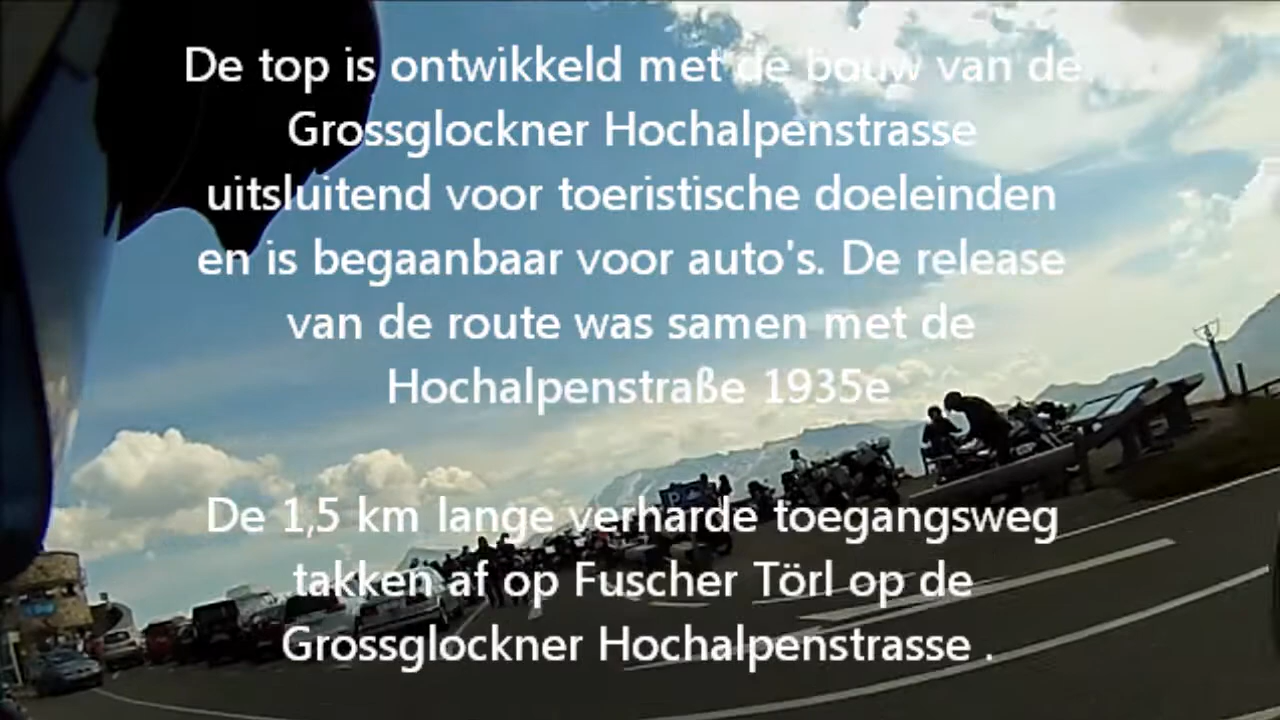 De top is ontwikkeld met de bouw van de
Grossglockner Hochalpenstrasse
uitsluitend voor toeristische doeleinden
en is begaanbaar voor auto's. De release
van de route was samen met de
Hochalpenstraße 1935e
De 1,5 km lange verharde toegangsweg
takken af op Fuscher Törl op de
Grossglockner Hochalpenstrasse .